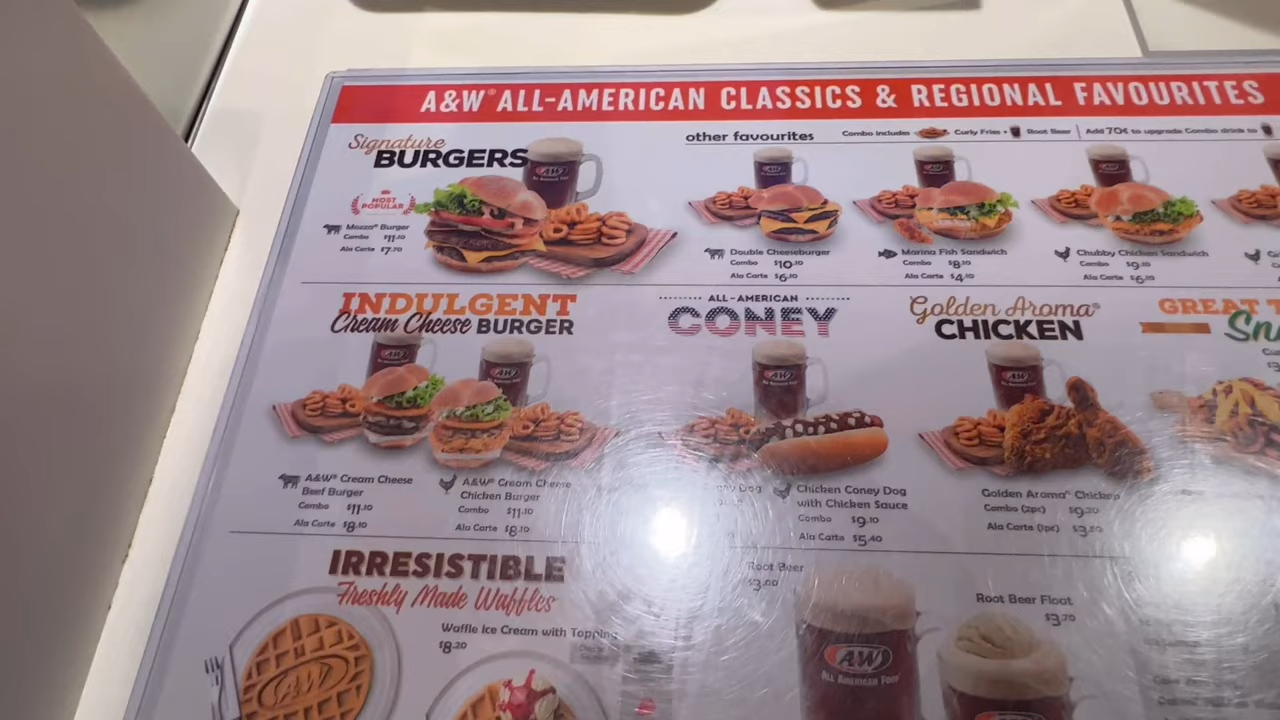 A&W® ALL-AMERICAN CLASSICS & REGIONAL FAVOURITES
Signature
BURGERS
MOST
POPULAR
Mozza® Burger
Combo $11.10
Ala Carte $7.70
other favourites
Combo includes Curly Fries + Root Beer
Add 70¢ to upgrade Combo drink to
Double Cheeseburger
Combo $10.10
Ala Carte $6.10
Marina Fish Sandwich
Combo $8.10
Ala Carte $4.10
Chubby Chicken Sandwich
Combo $9.10
Ala Carte $6.10
INDULGENT
Cream Cheese BURGER
A&W® Cream Cheese
Beef Burger
Combo $11.10
Ala Carte $8.10
A&W® Cream Cheese
Chicken Burger
Combo $11.10
Ala Carte $8.10
ALL-AMERICAN
CONEY
Dog
Chicken Coney Dog
with Chicken Sauce
Combo $9.10
Ala Carte $5.40
Golden Aroma®
CHICKEN
Golden Aroma® Chicken
Combo (2pc) $9.20
Ala Carte (1pc)
GREAT
IRRESISTIBLE
Freshly Made Waffles
Waffle Ice Cream with Topping
$8.20
A&W
Root Beer
$3.00
A&W
ALL AMERICAN FOOD
Root Beer Float
$3.70
A&W